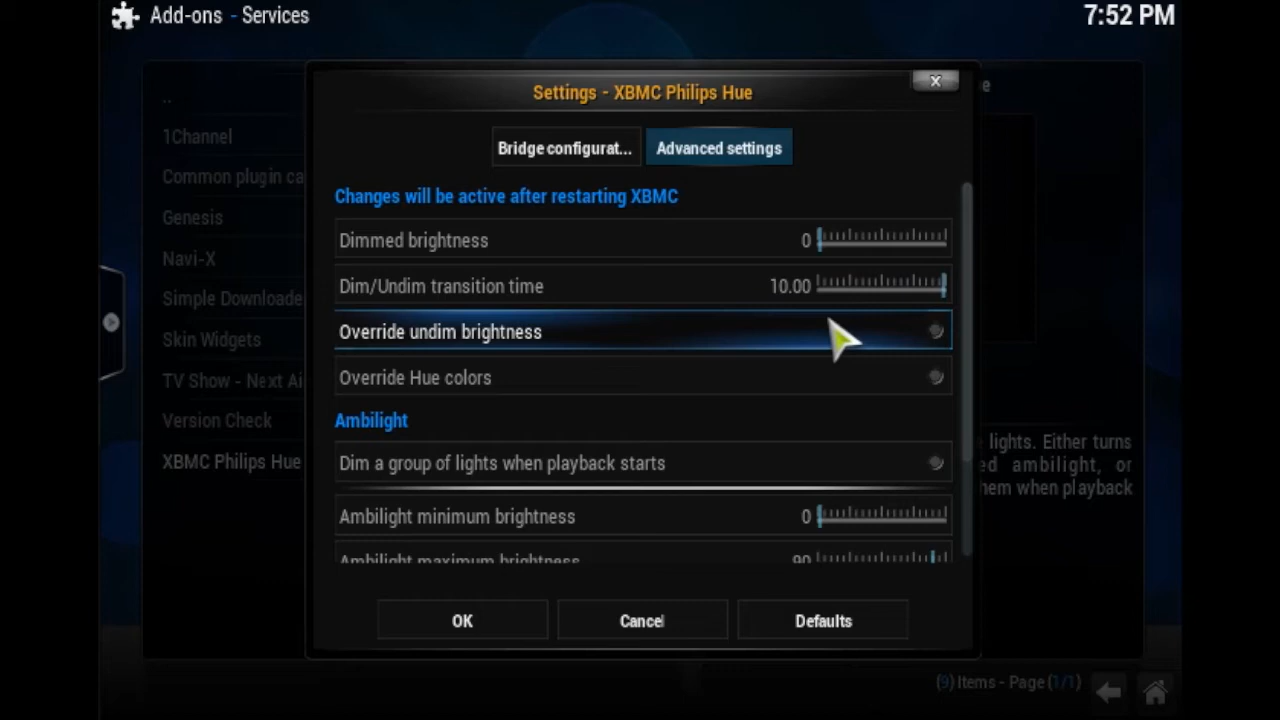 Add-ons - Services
7:52 PM
Settings - XBMC Philips Hue
x
Bridge configurat...
Advanced settings
Changes will be active after restarting XBMC
Dimmed brightness 0
Dim/Undim transition time 10.00
Override undim brightness
Override Hue colors
Ambilight
Dim a group of lights when playback starts
Ambilight minimum brightness 0
Ambilight maximum brightness 90
OK
Cancel
Defaults
..
1Channel
Common plugin ca
Genesis
Navi-X
Simple Downloade
Skin Widgets
TV Show - Next Ai
Version Check
XBMC Philips Hue
e
lights. Either turns
ed ambilight, or
hem when playback
(9) Items - Page (1/1)